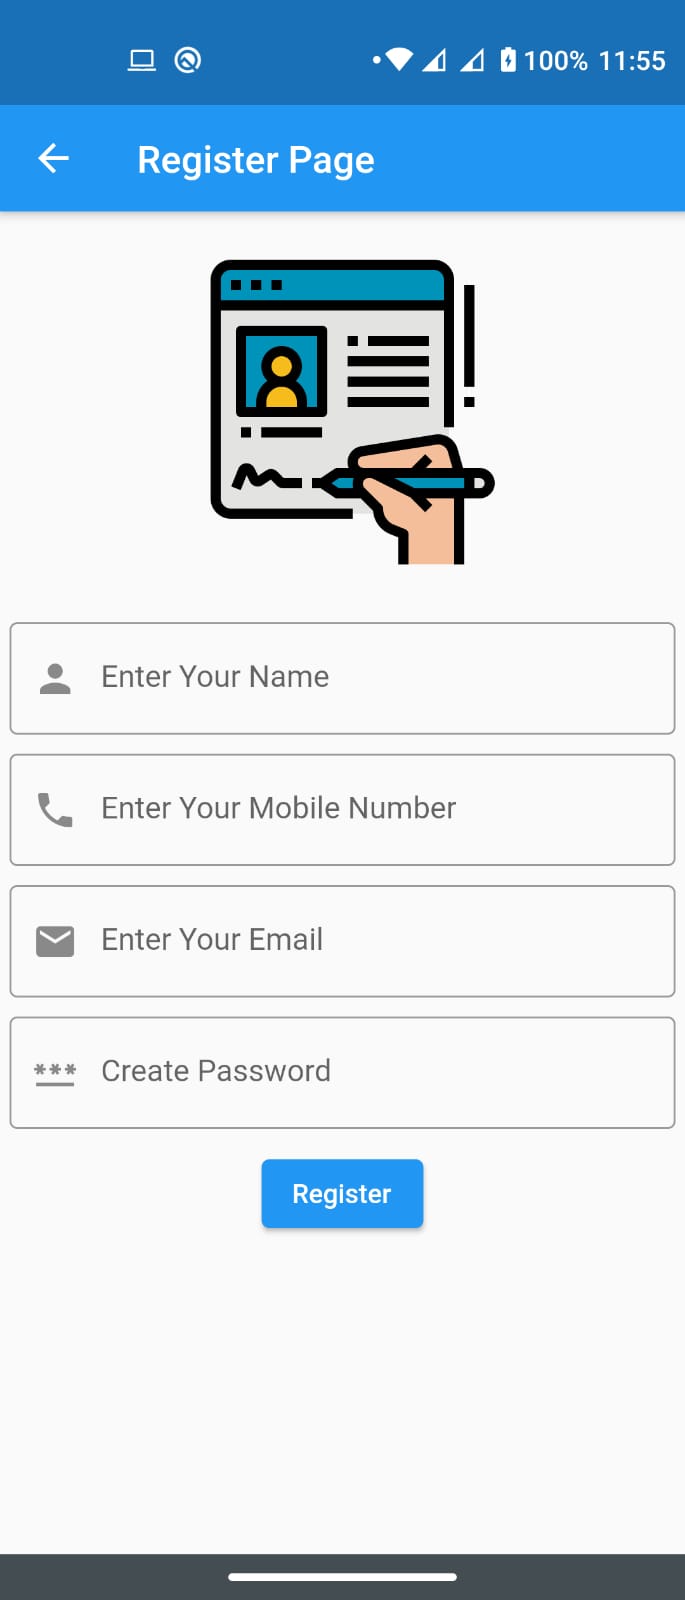 100% 11:55
Register Page
Enter Your Name
Enter Your Mobile Number
Enter Your Email
*** Create Password
Register